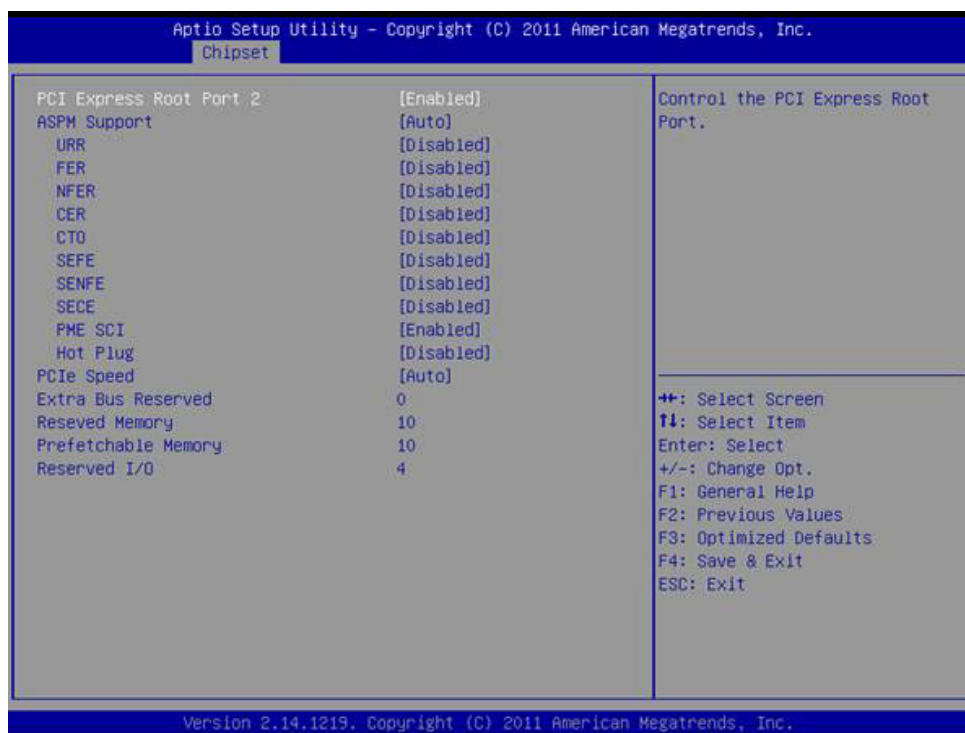 Aptio Setup Utility – Copyright (C) 2011 American Megatrends, Inc.
Chipset
PCI Express Root Port 2 [Enabled]
ASPM Support [Auto]
URR [Disabled]
FER [Disabled]
NFER [Disabled]
CER [Disabled]
CTO [Disabled]
SEFE [Disabled]
SENFE [Disabled]
SECE [Disabled]
PME SCI [Enabled]
Hot Plug [Disabled]
PCIe Speed [Auto]
Extra Bus Reserved 0
Reseved Memory 10
Prefetchable Memory 10
Reserved I/O 4
Control the PCI Express Root
Port.
→←: Select Screen
↑↓: Select Item
Enter: Select
+/-: Change Opt.
F1: General Help
F2: Previous Values
F3: Optimized Defaults
F4: Save & Exit
ESC: Exit
Version 2.14.1219. Copyright (C) 2011 American Megatrends, Inc.